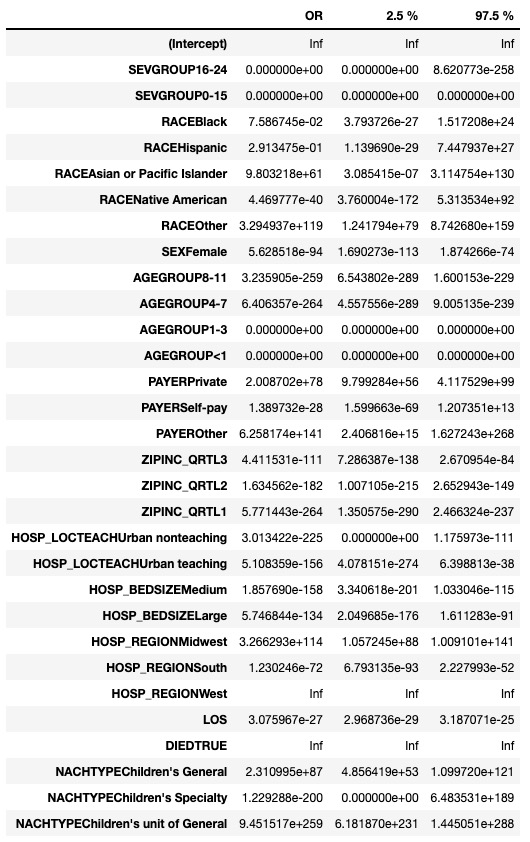 OR 2.5 % 97.5 %
(Intercept) Inf Inf Inf
SEVGROUP16-24 0.000000e+00 0.000000e+00 8.620773e-258
SEVGROUP0-15 0.000000e+00 0.000000e+00 0.000000e+00
RACEBlack 7.586745e-02 3.793726e-27 1.517208e+24
RACEHispanic 2.913475e-01 1.139690e-29 7.447937e+27
RACEAsian or Pacific Islander 9.803218e+61 3.085415e-07 3.114754e+130
RACENative American 4.469777e-40 3.760004e-172 5.313534e+92
RACEOther 3.294937e+119 1.241794e+79 8.742680e+159
SEXFemale 5.628518e-94 1.690273e-113 1.874266e-74
AGEGROUP8-11 3.235905e-259 6.543802e-289 1.600153e-229
AGEGROUP4-7 6.406357e-264 4.557556e-289 9.005135e-239
AGEGROUP1-3 0.000000e+00 0.000000e+00 0.000000e+00
AGEGROUP<1 0.000000e+00 0.000000e+00 0.000000e+00
PAYERPrivate 2.008702e+78 9.799284e+56 4.117529e+99
PAYERSelf-pay 1.389732e-28 1.599663e-69 1.207351e+13
PAYEROther 6.258174e+141 2.406816e+15 1.627243e+268
ZIPINC_QRTL3 4.411531e-111 7.286387e-138 2.670954e-84
ZIPINC_QRTL2 1.634562e-182 1.007105e-215 2.652943e-149
ZIPINC_QRTL1 5.771443e-264 1.350575e-290 2.466324e-237
HOSP_LOCTEACHUrban nonteaching 3.013422e-225 0.000000e+00 1.175973e-111
HOSP_LOCTEACHUrban teaching 5.108359e-156 4.078151e-274 6.398813e-38
HOSP_BEDSIZEMedium 1.857690e-158 3.340618e-201 1.033046e-115
HOSP_BEDSIZELarge 5.746844e-134 2.049685e-176 1.611283e-91
HOSP_REGIONMidwest 3.266293e+114 1.057245e+88 1.009101e+141
HOSP_REGIONSouth 1.230246e-72 6.793135e-93 2.227993e-52
HOSP_REGIONWest Inf Inf Inf
LOS 3.075967e-27 2.968736e-29 3.187071e-25
DIEDTRUE Inf Inf Inf
NACHTYPEChildren's General 2.310995e+87 4.856419e+53 1.099720e+121
NACHTYPEChildren's Specialty 1.229288e-200 0.000000e+00 6.483531e+189
NACHTYPEChildren's unit of General 9.451517e+259 6.181870e+231 1.445051e+288